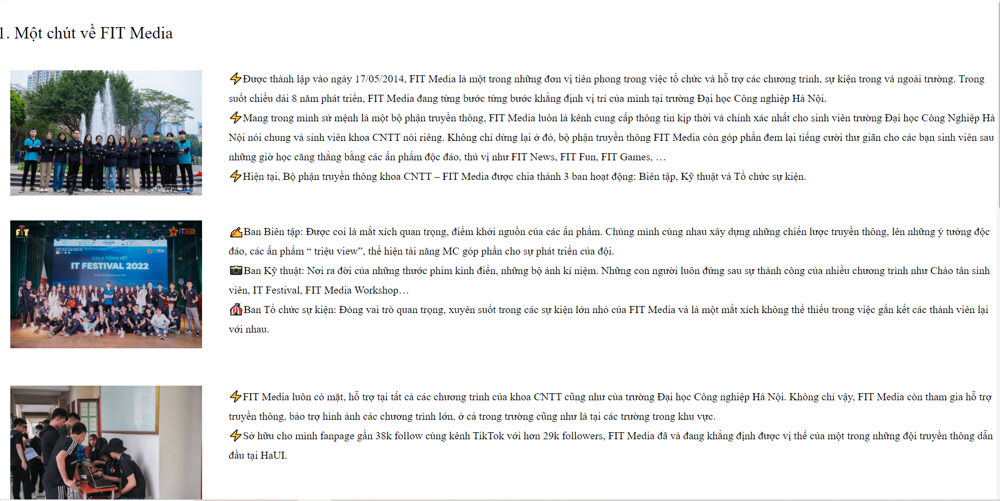 1. Một chút về FIT Media
⚡Được thành lập vào ngày 17/05/2014, FIT Media là một trong những đơn vị tiên phong trong việc tổ chức và hỗ trợ các chương trình, sự kiện trong và ngoài trường. Trong
suốt chiều dài 8 năm phát triển, FIT Media đang từng bước từng bước khẳng định vị trí của mình tại trường Đại học Công nghiệp Hà Nội.
⚡Mang trong mình sứ mệnh là một bộ phận truyền thông, FIT Media luôn là kênh cung cấp thông tin kịp thời và chính xác nhất cho sinh viên trường Đại học Công Nghiệp Hà
Nội nói chung và sinh viên khoa CNTT nói riêng. Không chỉ dừng lại ở đó, bộ phận truyền thông FIT Media còn góp phần đem lại tiếng cười thư giãn cho các bạn sinh viên sau
những giờ học căng thẳng bằng các ấn phẩm độc đáo, thú vị như FIT News, FIT Fun, FIT Games, …
⚡Hiện tại, Bộ phận truyền thông khoa CNTT – FIT Media được chia thành 3 ban hoạt động: Biên tập, Kỹ thuật và Tổ chức sự kiện.
FIT
media
IT FESTIVAL 2022
GALA TỔNG KẾT
IT FESTIVAL 2022
✍Ban Biên tập: Được coi là mắt xích quan trọng, điểm khởi nguồn của các ấn phẩm. Chúng mình cùng nhau xây dựng những chiến lược truyền thông, lên những ý tưởng độc
đáo, các ấn phẩm “ triệu view”, thể hiện tài năng MC góp phần cho sự phát triển của đội.
📸Ban Kỹ thuật: Nơi ra đời của những thước phim kinh điển, những bộ ảnh kỉ niệm. Những con người luôn đứng sau sự thành công của nhiều chương trình như Chào tân sinh
viên, IT Festival, FIT Media Workshop…
🎪Ban Tổ chức sự kiện: Đóng vai trò quan trọng, xuyên suốt trong các sự kiện lớn nhỏ của FIT Media và là một mắt xích không thể thiếu trong việc gắn kết các thành viên lại
với nhau.
⚡FIT Media luôn có mặt, hỗ trợ tại tất cả các chương trình của khoa CNTT cũng như của trường Đại học Công nghiệp Hà Nội. Không chỉ vậy, FIT Media còn tham gia hỗ trợ
truyền thông, bảo trợ hình ảnh các chương trình lớn, ở cả trong trường cũng như là tại các trường trong khu vực.
⚡Sở hữu cho mình fanpage gần 38k follow cùng kênh TikTok với hơn 29k followers, FIT Media đã và đang khẳng định được vị thế của một trong những đội truyền thông dẫn
đầu tại HaUI.